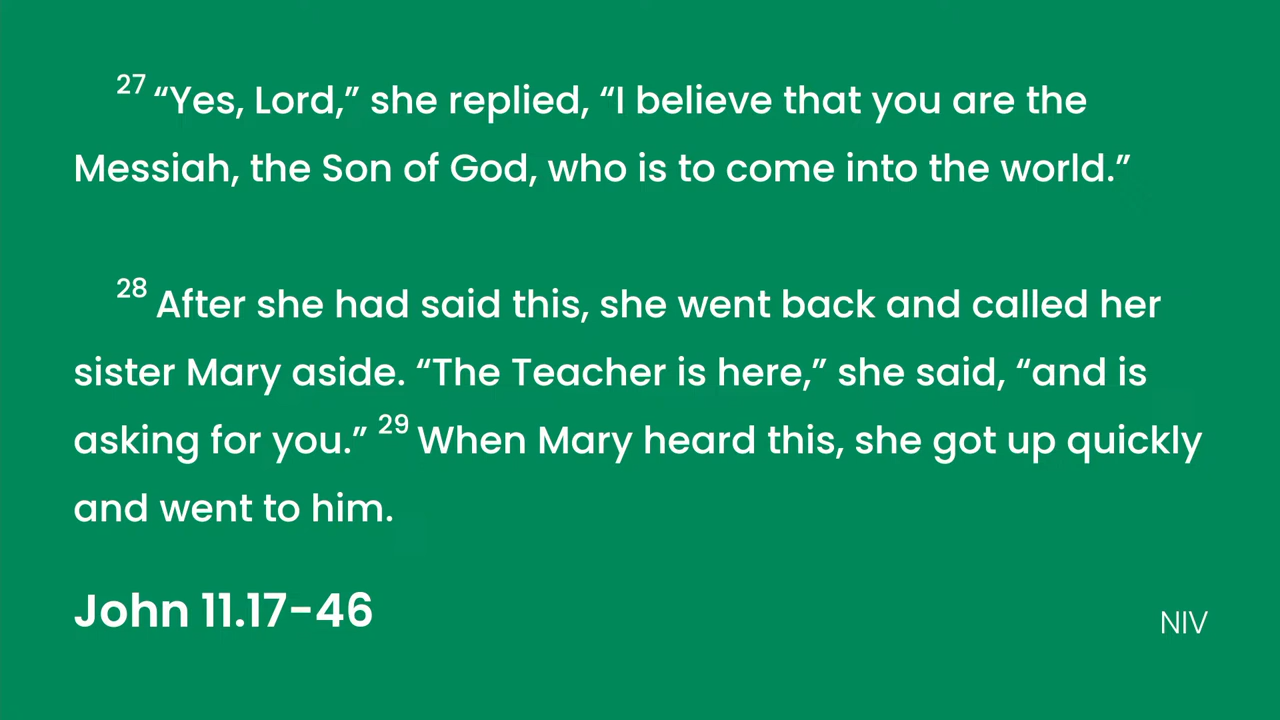 27 “Yes, Lord,” she replied, “I believe that you are the
Messiah, the Son of God, who is to come into the world.”
28 After she had said this, she went back and called her
sister Mary aside. “The Teacher is here,” she said, “and is
asking for you.” 29 When Mary heard this, she got up quickly
and went to him.
John 11.17-46
NIV